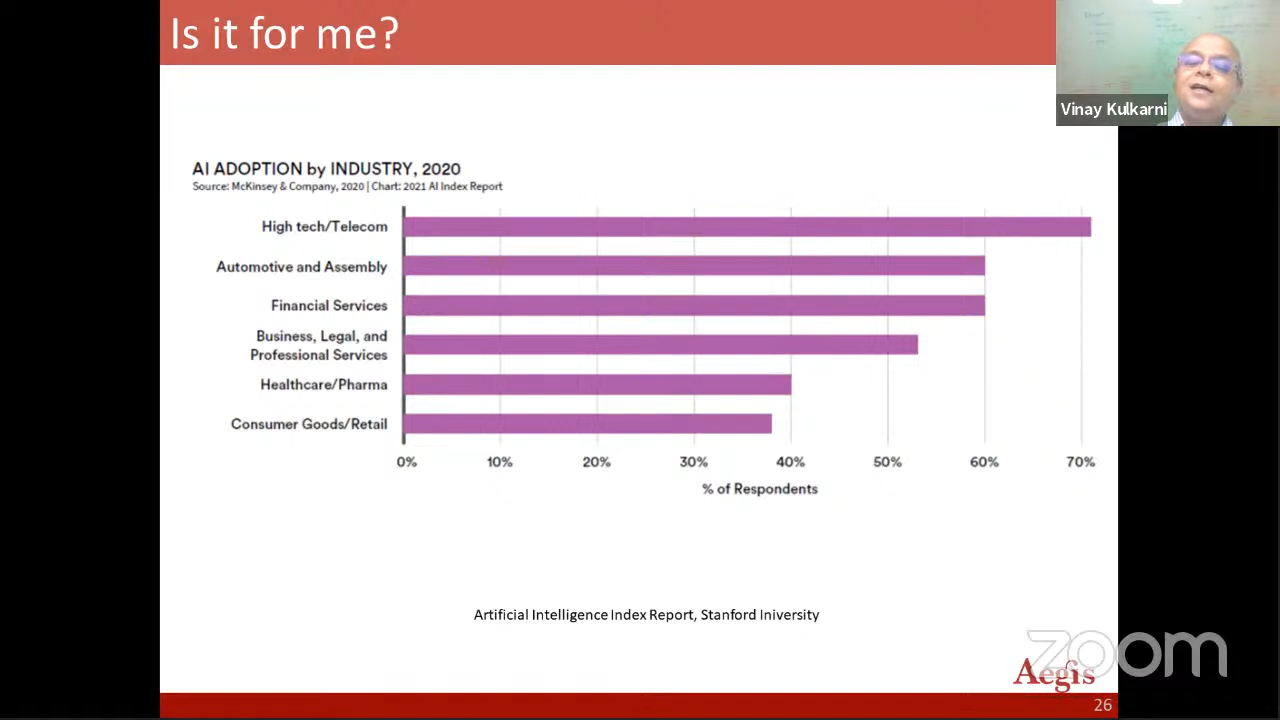 Is it for me?
Vinay Kulkarni
AI ADOPTION by INDUSTRY, 2020
Source: McKinsey & Company, 2020 | Chart: 2021 AI Index Report
High tech/Telecom
Automotive and Assembly
Financial Services
Business, Legal, and
Professional Services
Healthcare/Pharma
Consumer Goods/Retail
0% 10% 20% 30% 40% 50% 60% 70%
% of Respondents
Artificial Intelligence Index Report, Stanford Iniversity
zoom
Aegis
26